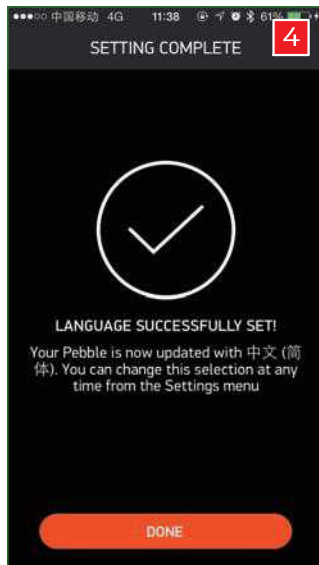 中国移动 4G 11:38 61%
4
SETTING COMPLETE
LANGUAGE SUCCESSFULLY SET!
Your Pebble is now updated with 中文 (简
体). You can change this selection at any
time from the Settings menu
DONE